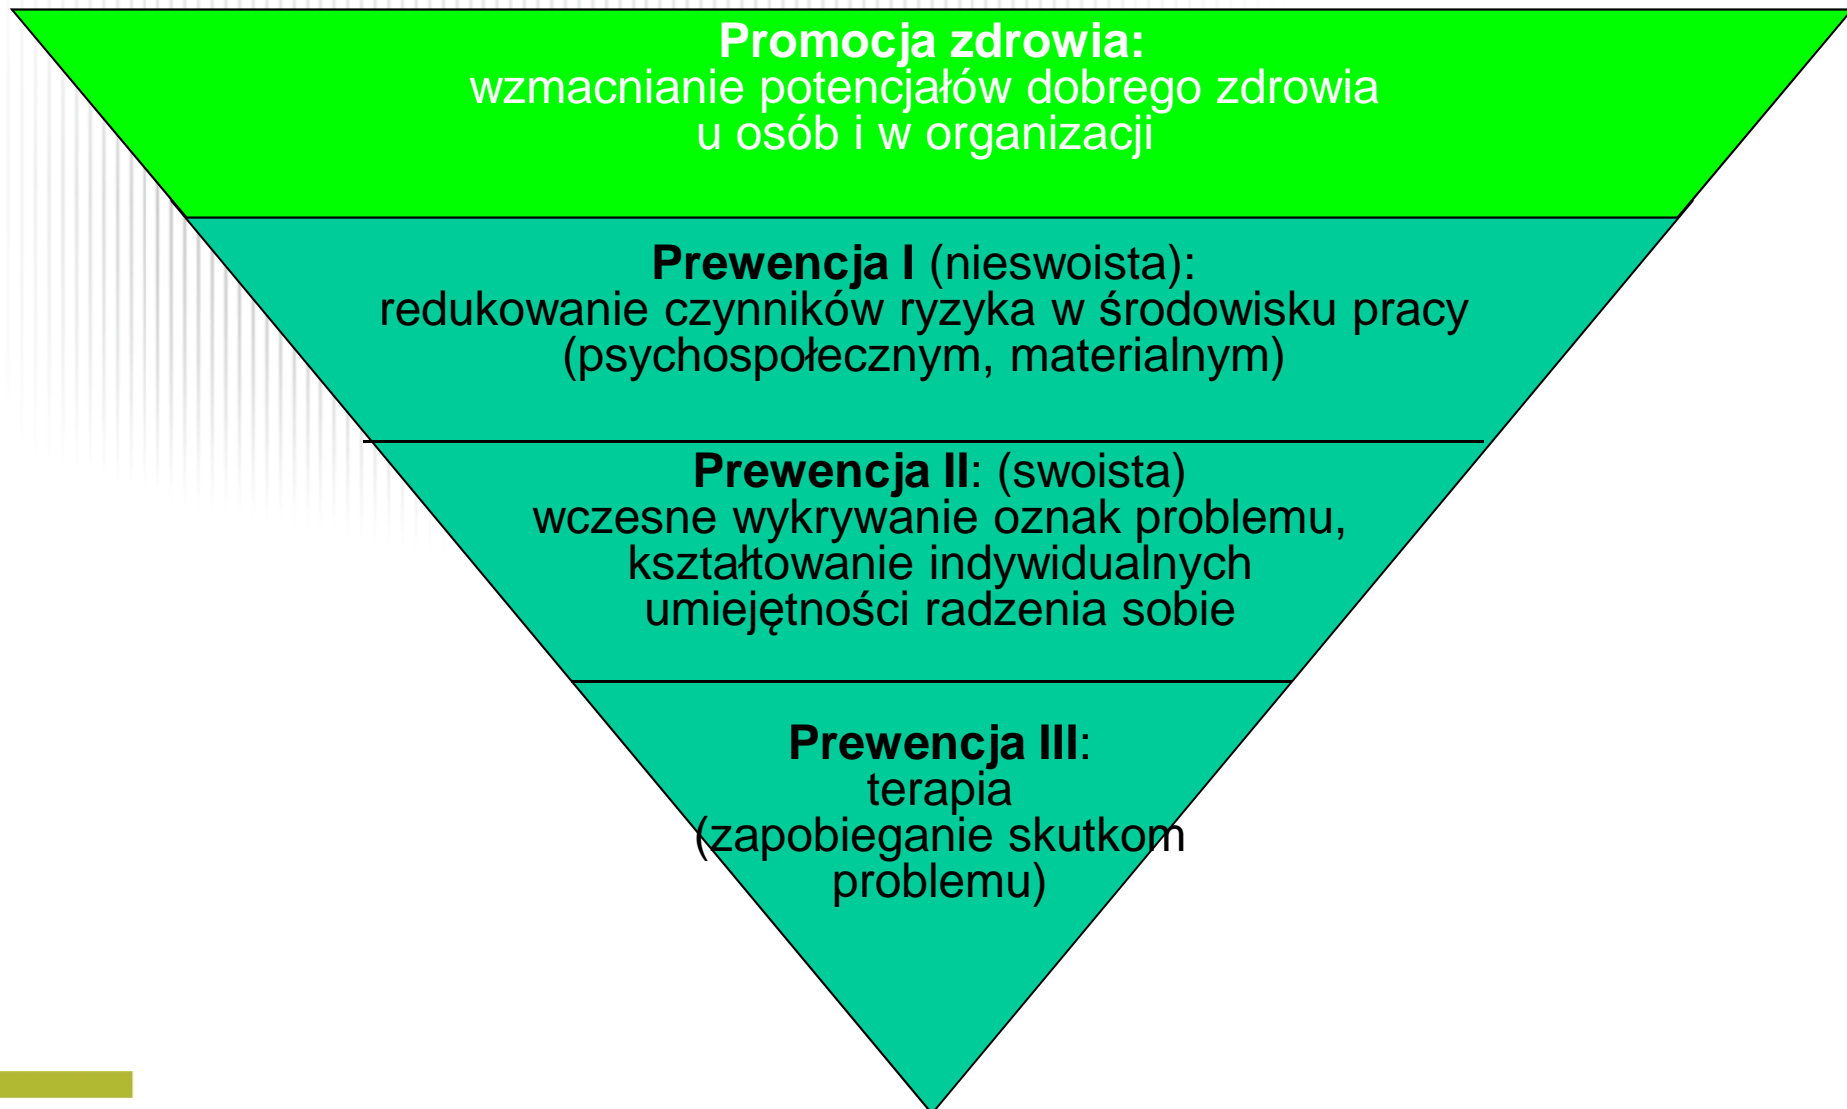 Promocja zdrowia:
wzmacnianie potencjałów dobrego zdrowia
u osób i w organizacji
Prewencja I (nieswoista):
redukowanie czynników ryzyka w środowisku pracy
(psychospołecznym, materialnym)
Prewencja II: (swoista)
wczesne wykrywanie oznak problemu,
kształtowanie indywidualnych
umiejętności radzenia sobie
Prewencja III:
terapia
(zapobieganie skutkom
problemu)